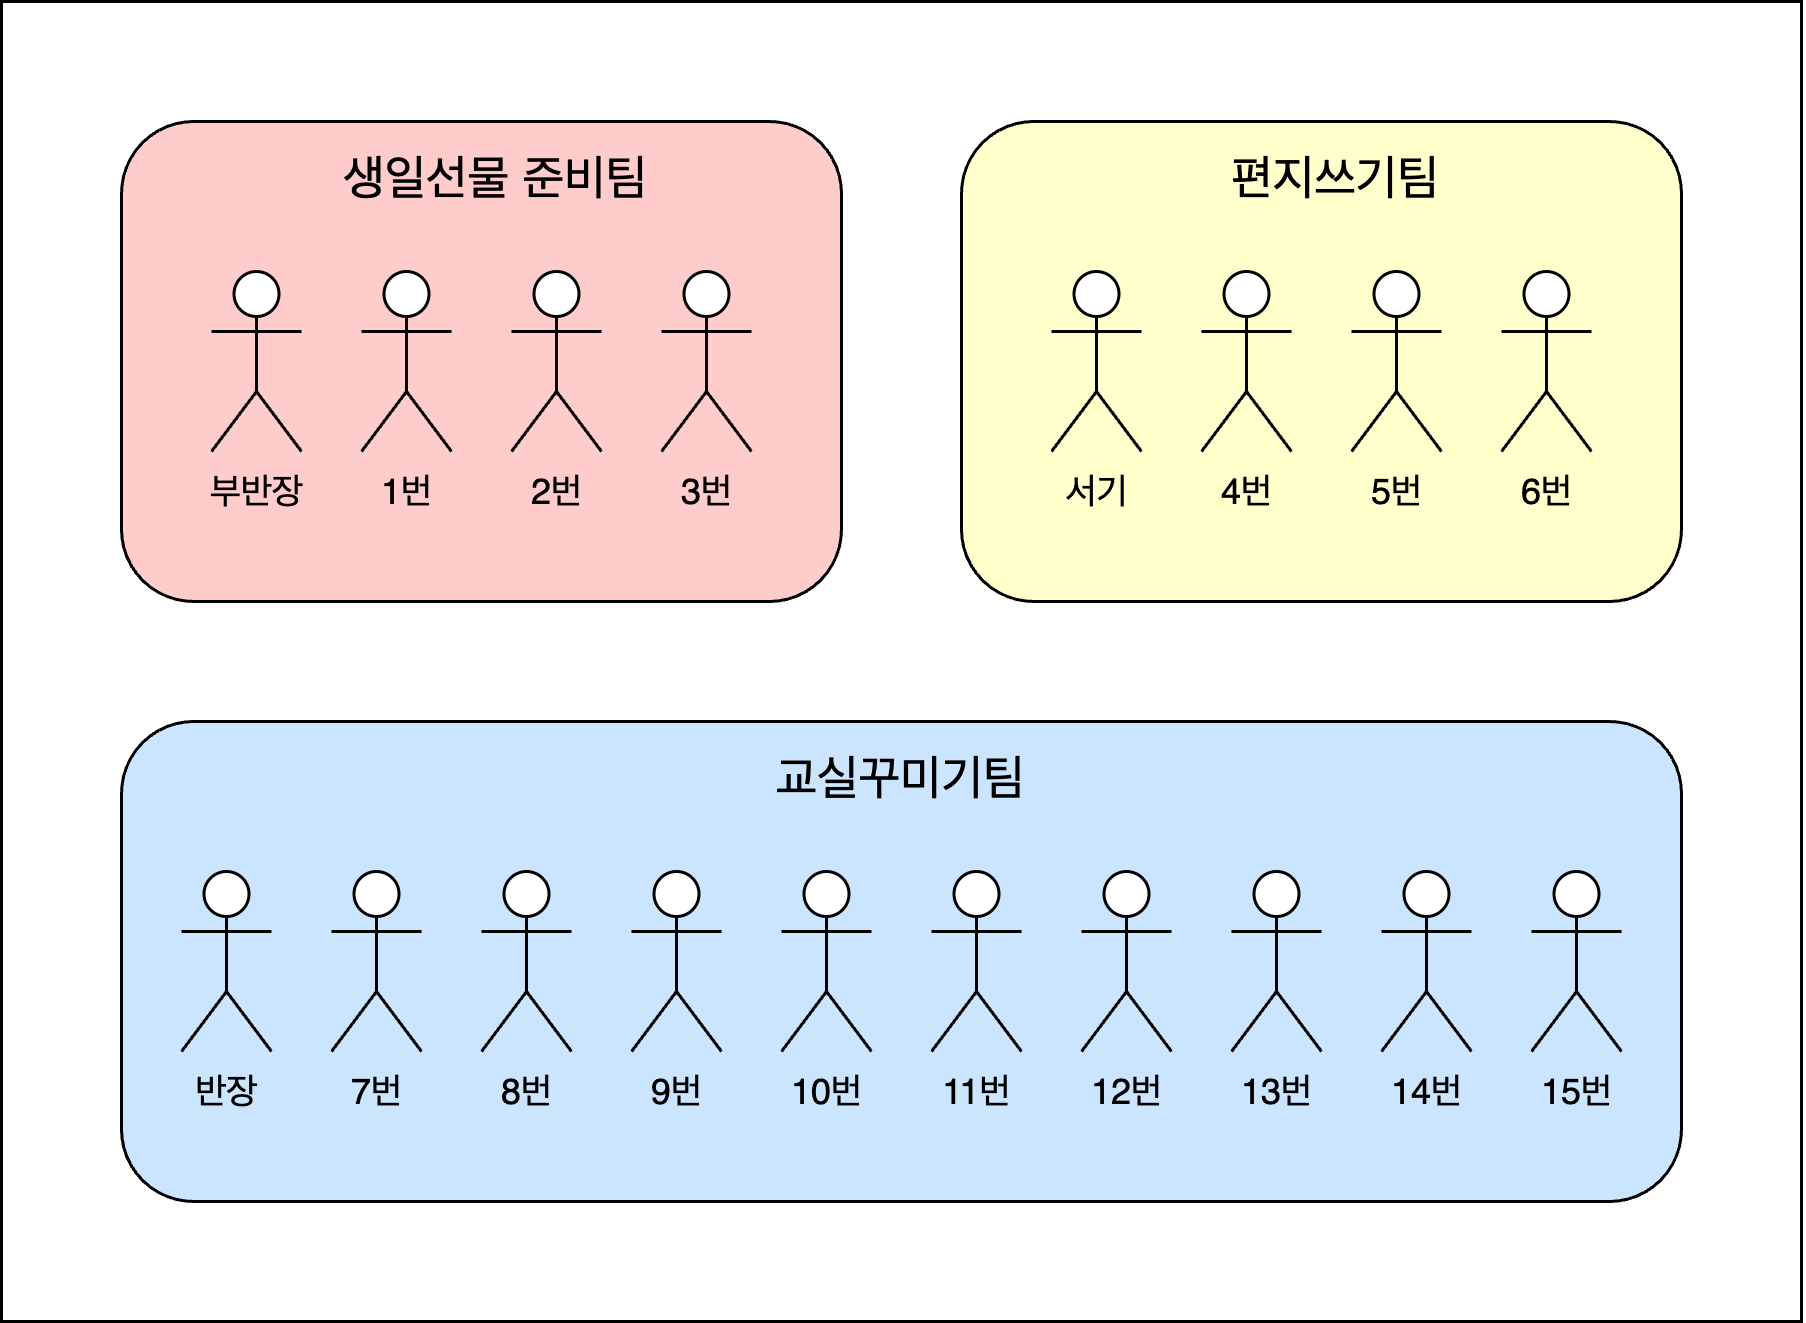 생일선물 준비팀
부반장 1번 2번 3번
편지쓰기팀
서기 4번 5번 6번
교실꾸미기팀
반장 7번 8번 9번 10번 11번 12번 13번 14번 15번